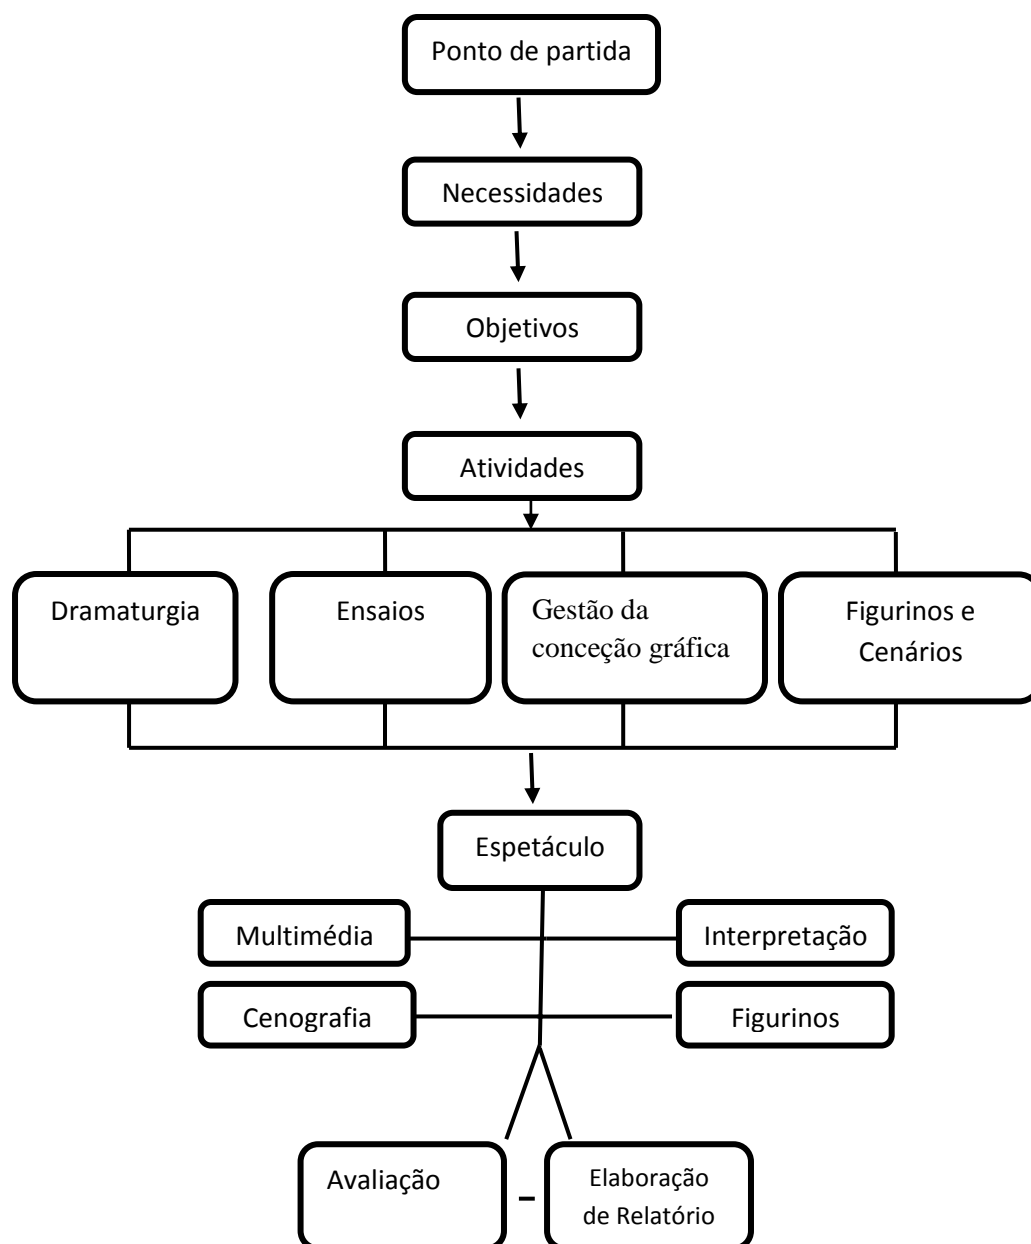 Ponto de partida
Necessidades
Objetivos
Atividades
Dramaturgia
Ensaios
Gestão da
conceção gráfica
Figurinos e
Cenários
Espetáculo
Multimédia
Interpretação
Cenografia
Figurinos
Avaliação
Elaboração
de Relatório